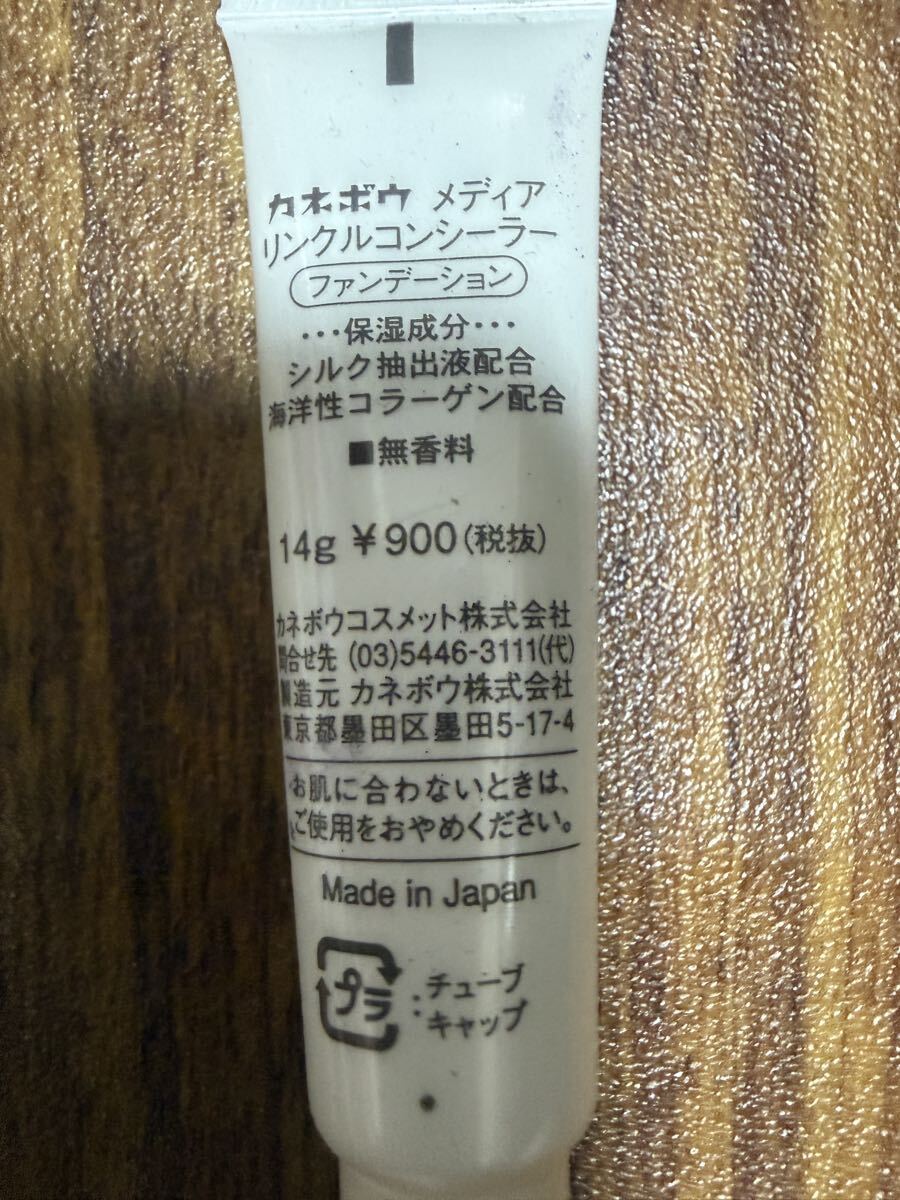 カネボウ メディア
リンクルコンシーラー
ファンデーション
･･･保湿成分･･･
シルク抽出液配合
海洋性コラーゲン配合
■無香料
14g ¥900(税抜)
カネボウコスメット株式会社
問合せ先 (03)5446-3111(代)
製造元 カネボウ株式会社
東京都墨田区墨田5-17-4
お肌に合わないときは、
ご使用をおやめください。
Made in Japan
プラ : チューブ
キャップ